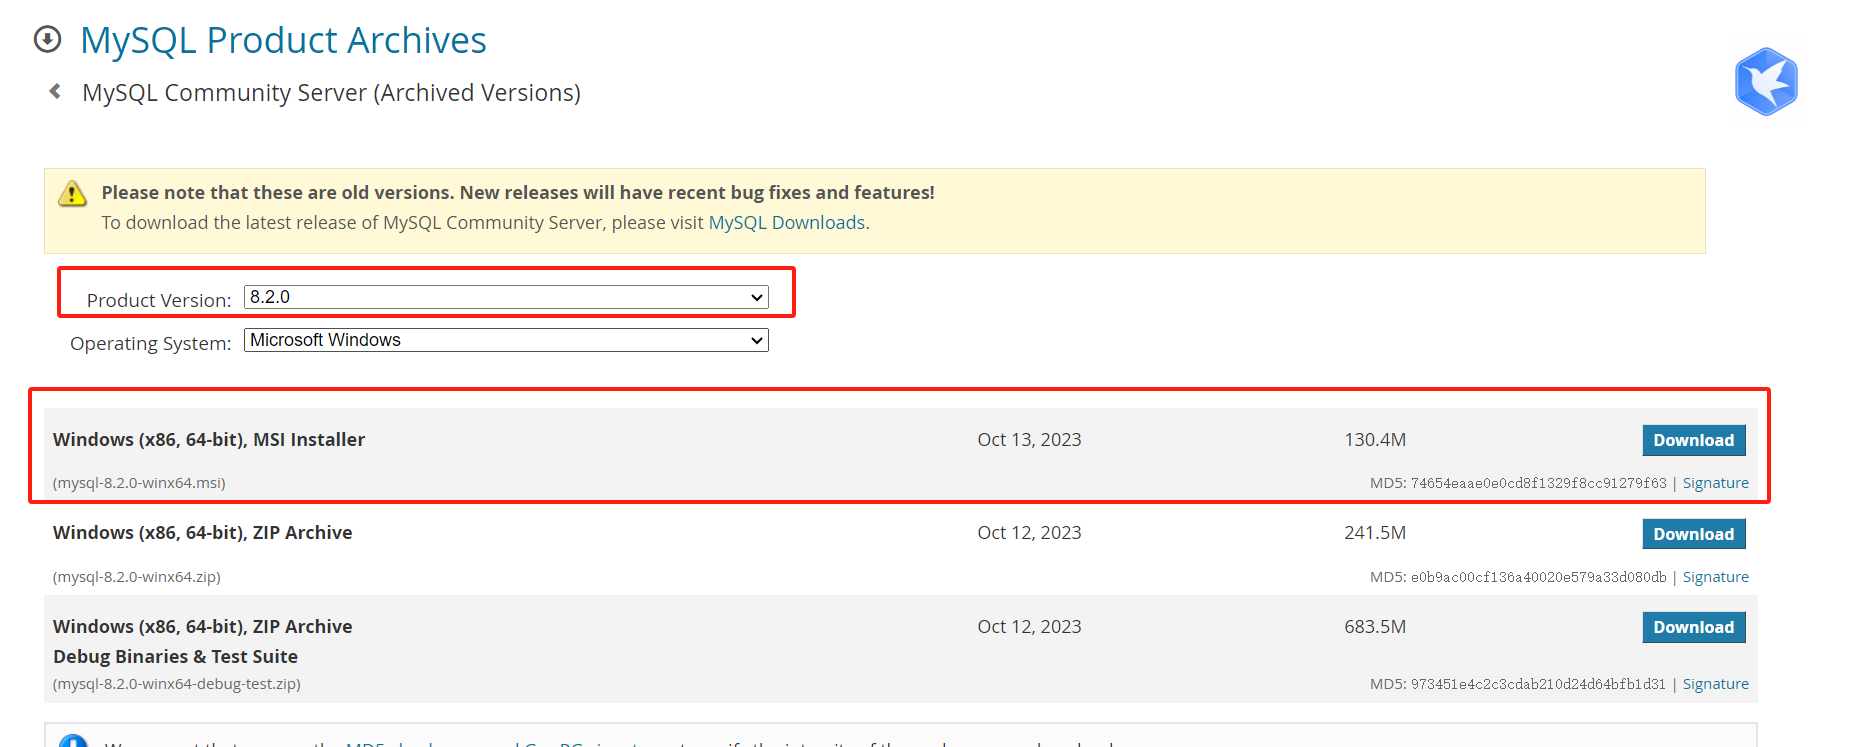 MySQL Product Archives
MySQL Community Server (Archived Versions)
Please note that these are old versions. New releases will have recent bug fixes and features!
To download the latest release of MySQL Community Server, please visit MySQL Downloads.
Product Version: 8.2.0
Operating System: Microsoft Windows
Windows (x86, 64-bit), MSI Installer Oct 13, 2023 130.4M Download
(mysql-8.2.0-winx64.msi) MD5: 74654eaae0e0cd8f1329f8cc91279f63 | Signature
Windows (x86, 64-bit), ZIP Archive Oct 12, 2023 241.5M Download
(mysql-8.2.0-winx64.zip) MD5: e0b9ac00cf136a40020e579a33d080db | Signature
Windows (x86, 64-bit), ZIP Archive Oct 12, 2023 683.5M Download
Debug Binaries & Test Suite
(mysql-8.2.0-winx64-debug-test.zip) MD5: 973451e4c2c3cdab210d24d64bfb1d31 | Signature